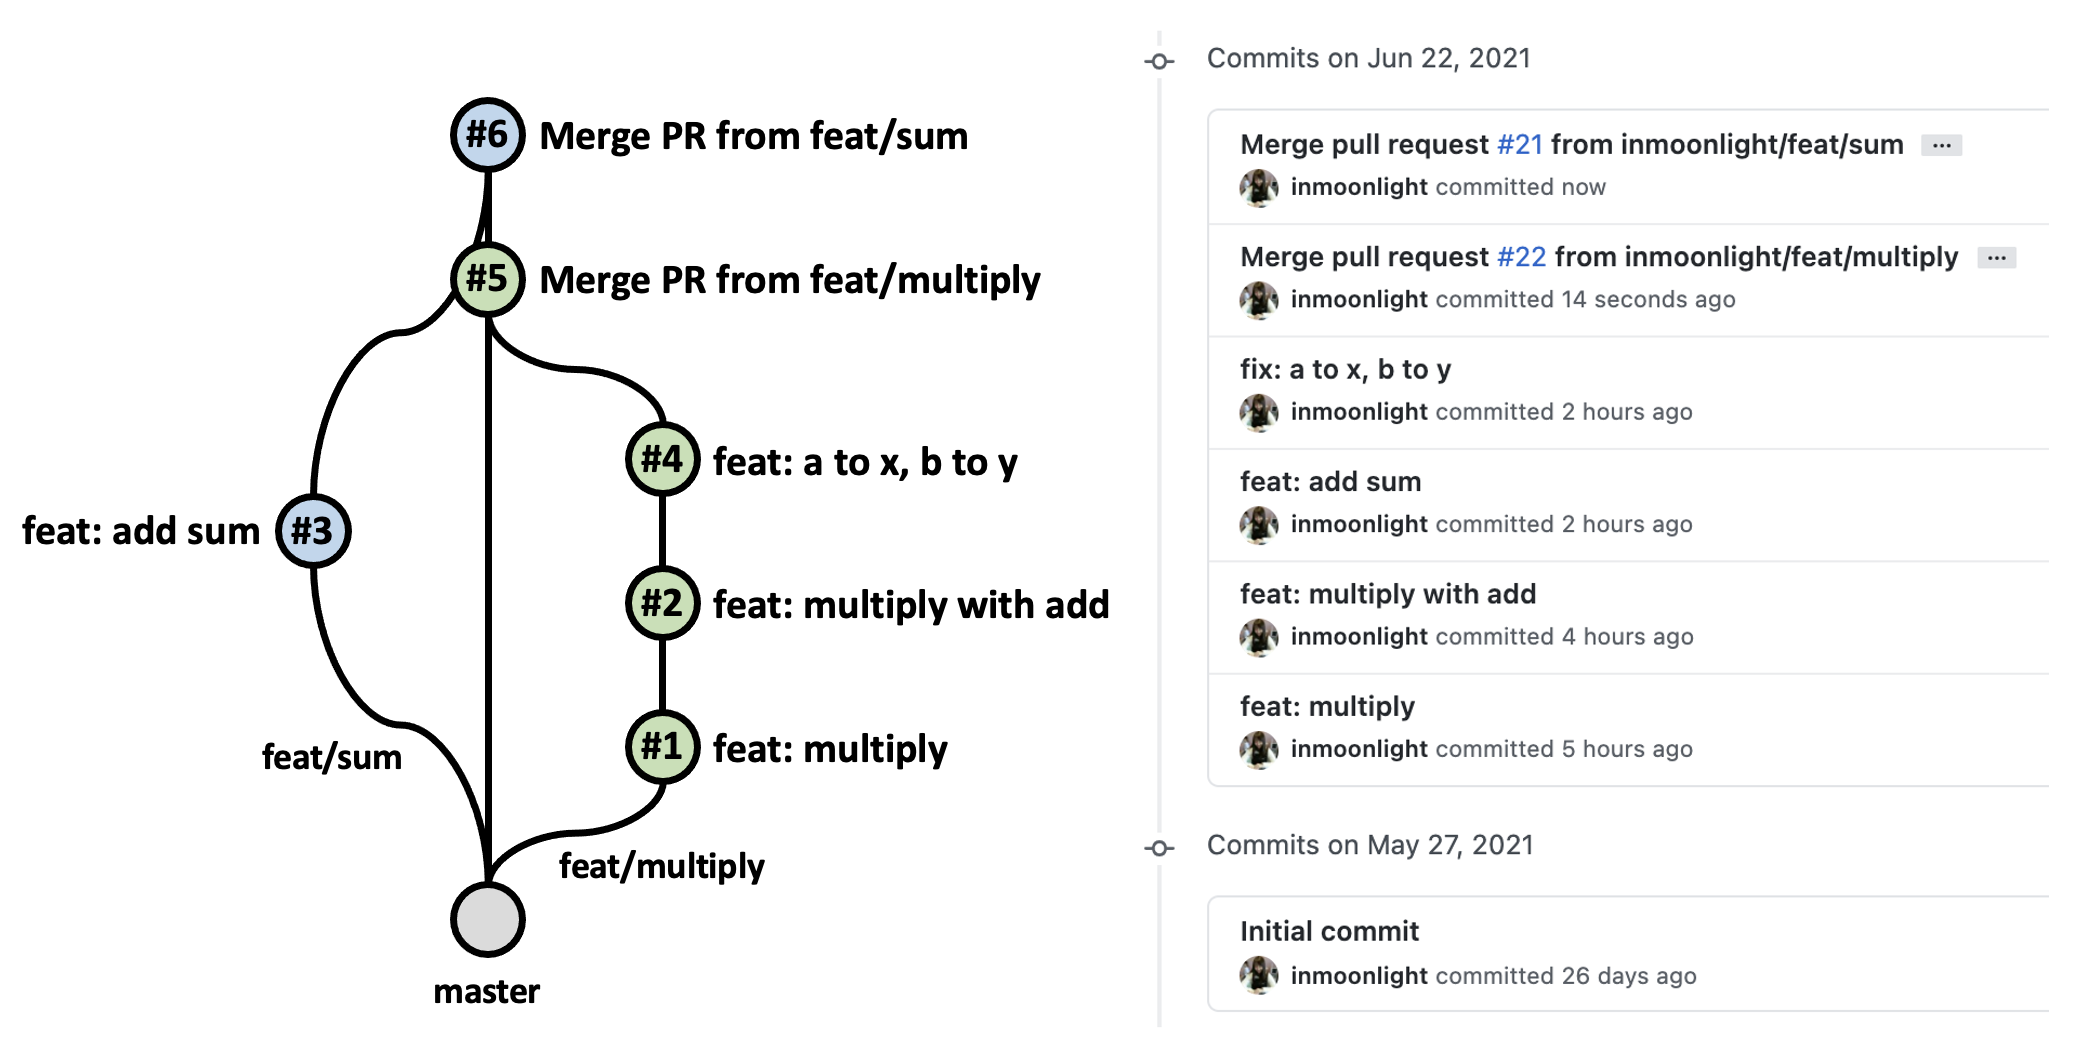 #6 Merge PR from feat/sum
#5 Merge PR from feat/multiply
#4 feat: a to x, b to y
feat: add sum #3
#2 feat: multiply with add
#1 feat: multiply
feat/sum
feat/multiply
master
Commits on Jun 22, 2021
Merge pull request #21 from inmoonlight/feat/sum ...
inmoonlight committed now
Merge pull request #22 from inmoonlight/feat/multiply ...
inmoonlight committed 14 seconds ago
fix: a to x, b to y
inmoonlight committed 2 hours ago
feat: add sum
inmoonlight committed 2 hours ago
feat: multiply with add
inmoonlight committed 4 hours ago
feat: multiply
inmoonlight committed 5 hours ago
Commits on May 27, 2021
Initial commit
inmoonlight committed 26 days ago